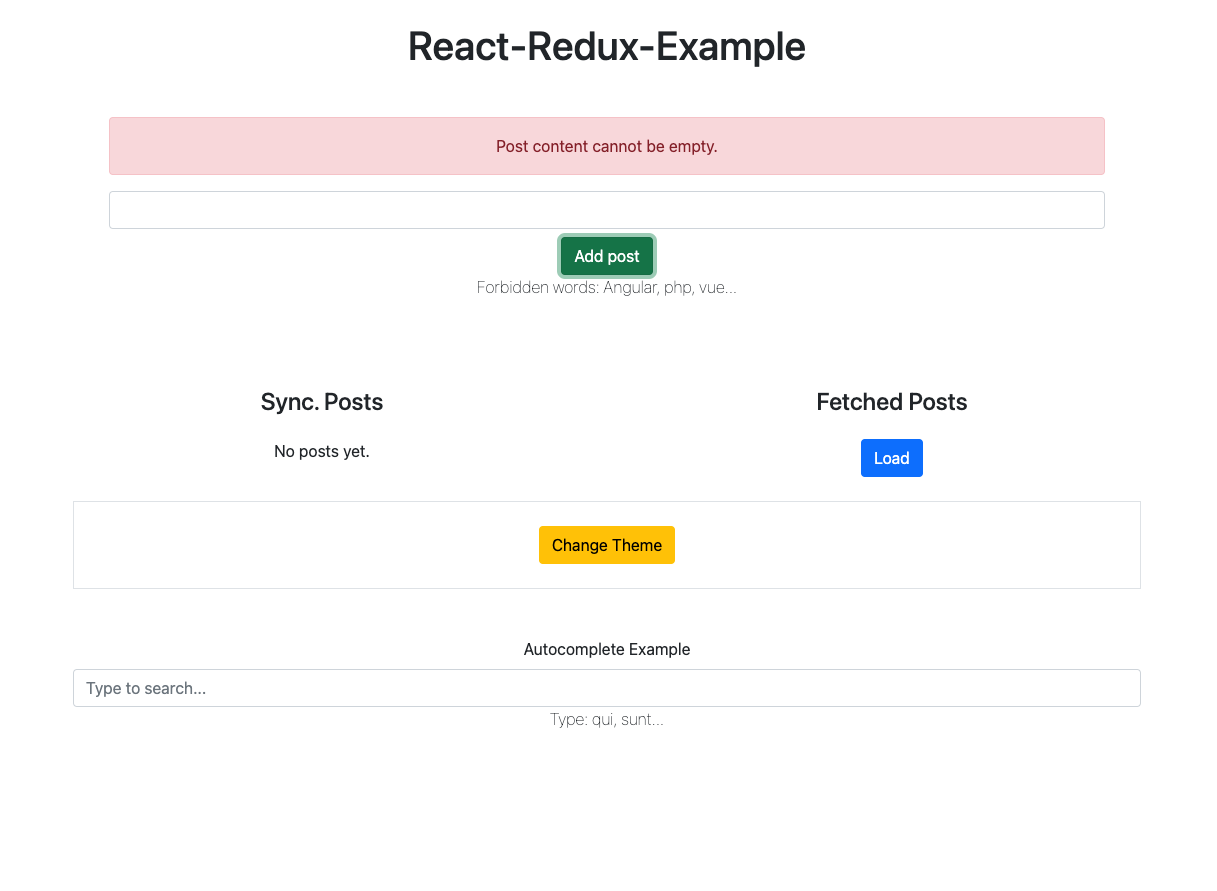 React-Redux-Example
Post content cannot be empty.
Add post
Forbidden words: Angular, php, vue...
Sync. Posts
Fetched Posts
No posts yet.
Load
Change Theme
Autocomplete Example
Type to search...
Type: qui, sunt...